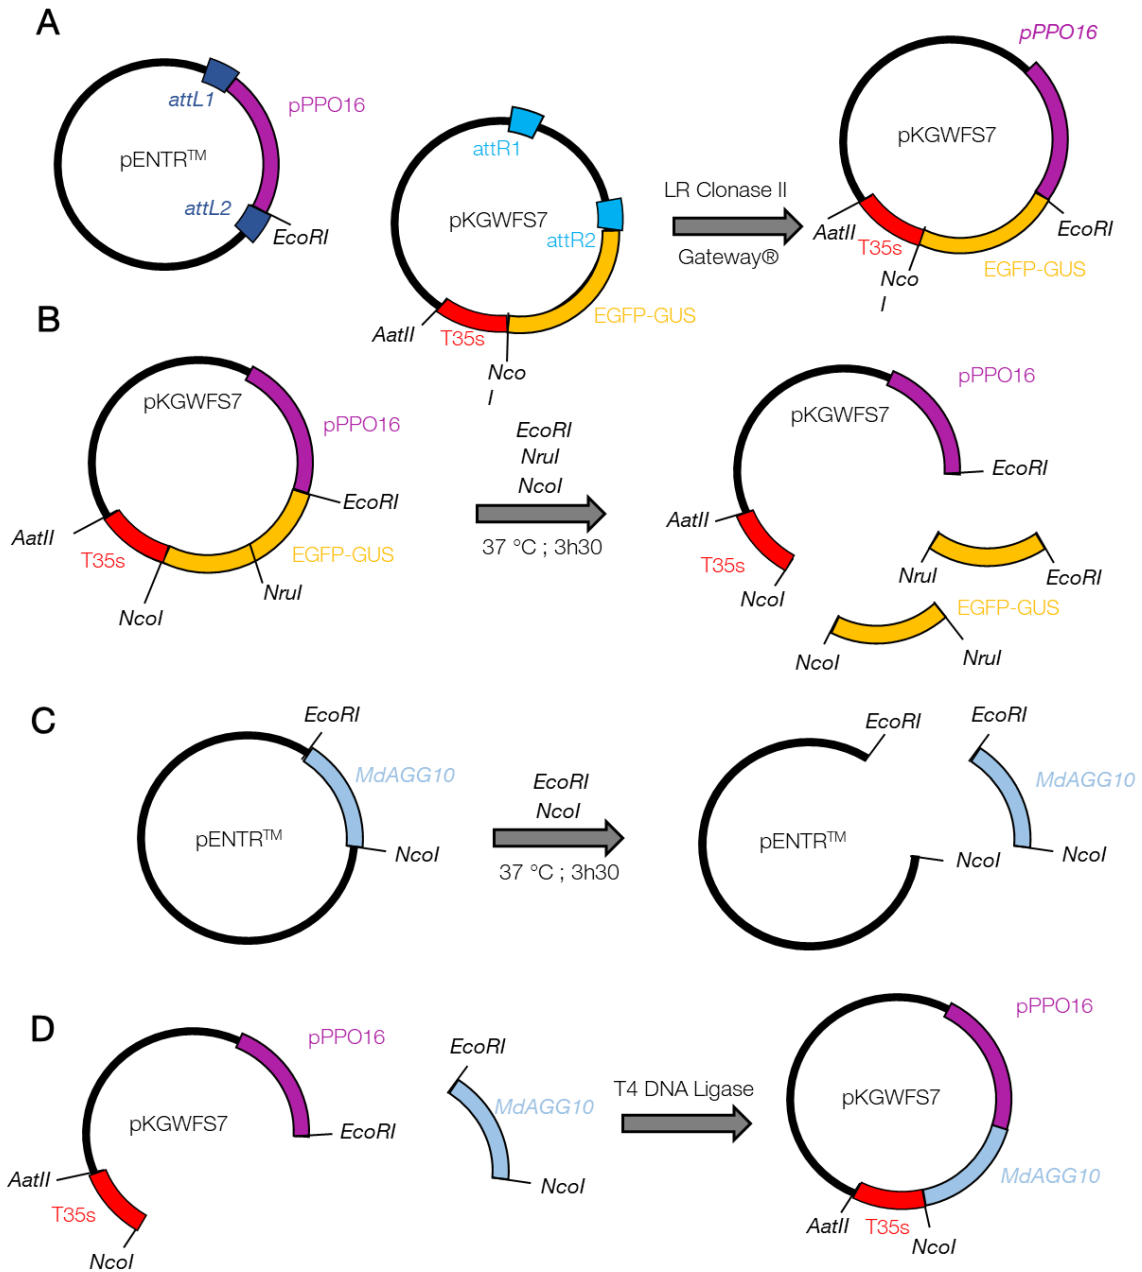 A
pPPO16
attL1
pPPO16
pENTR™
attL2
EcoRI
attR1
pKGWFS7
attR2
EGFP-GUS
AatII
T35s
Nco
I
LR Clonase II
Gateway®
pKGWFS7
AatII
T35s
Nco
I
EcoRI
EGFP-GUS
B
pKGWFS7
pPPO16
EcoRI
AatII
T35s
EGFP-GUS
NruI
NcoI
EcoRI
NruI
NcoI
37 °C ; 3h30
pPPO16
pKGWFS7
EcoRI
AatII
T35s
NcoI
NruI
EcoRI
EGFP-GUS
NcoI
NruI
C
EcoRI
MdAGG10
pENTR™
NcoI
EcoRI
NcoI
37 °C ; 3h30
EcoRI
pENTR™
NcoI
EcoRI
MdAGG10
NcoI
D
pPPO16
pKGWFS7
EcoRI
AatII
T35s
NcoI
EcoRI
MdAGG10
NcoI
T4 DNA Ligase
pPPO16
pKGWFS7
MdAGG10
AatII
T35s
NcoI